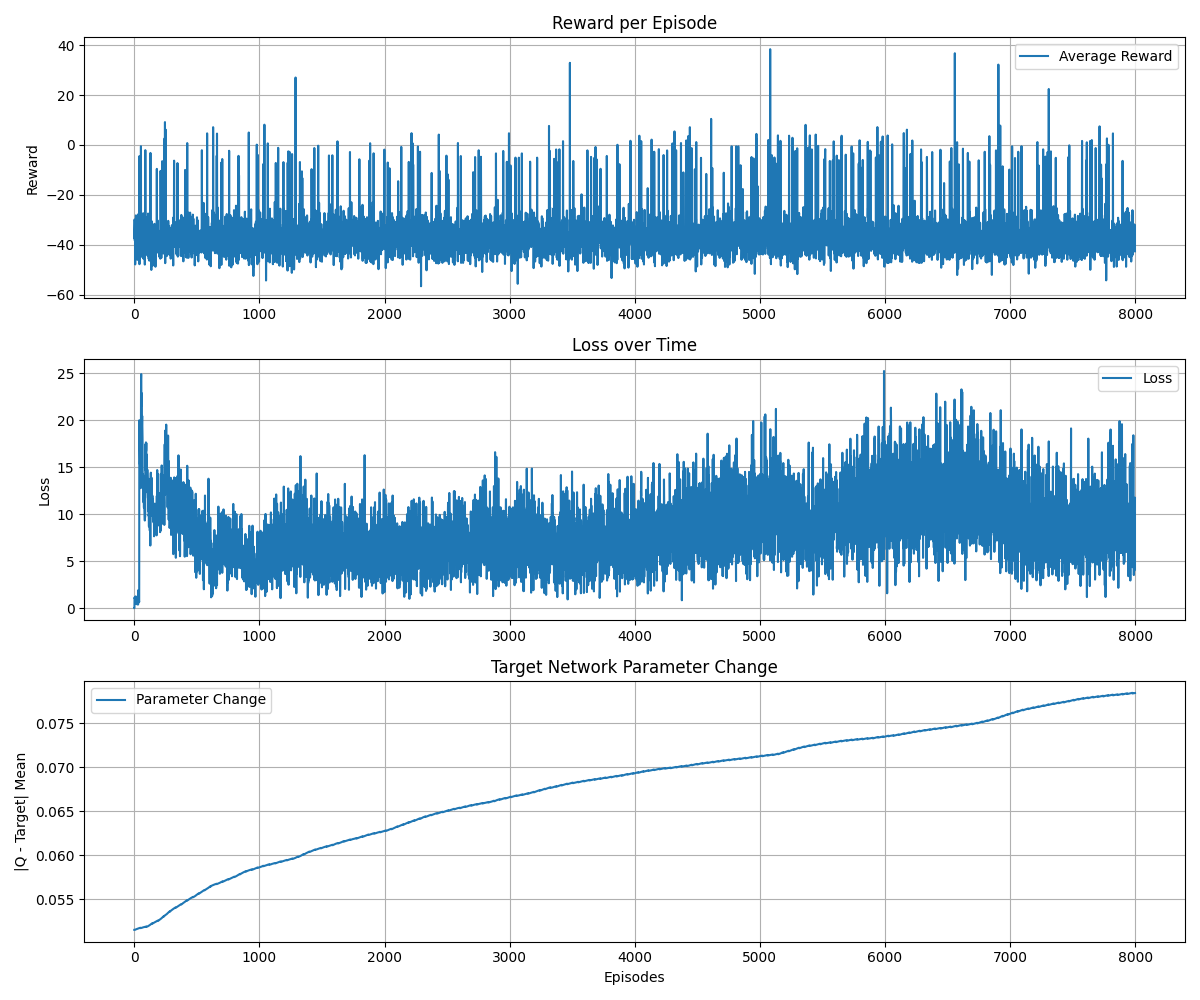 Reward per Episode
40
20
0
−20
−40
−60
Reward
Average Reward
0 1000 2000 3000 4000 5000 6000 7000 8000
Loss over Time
25
20
15
10
5
0
Loss
Loss
0 1000 2000 3000 4000 5000 6000 7000 8000
Target Network Parameter Change
Parameter Change
0.075
0.070
0.065
0.060
0.055
|Q - Target| Mean
0 1000 2000 3000 4000 5000 6000 7000 8000
Episodes